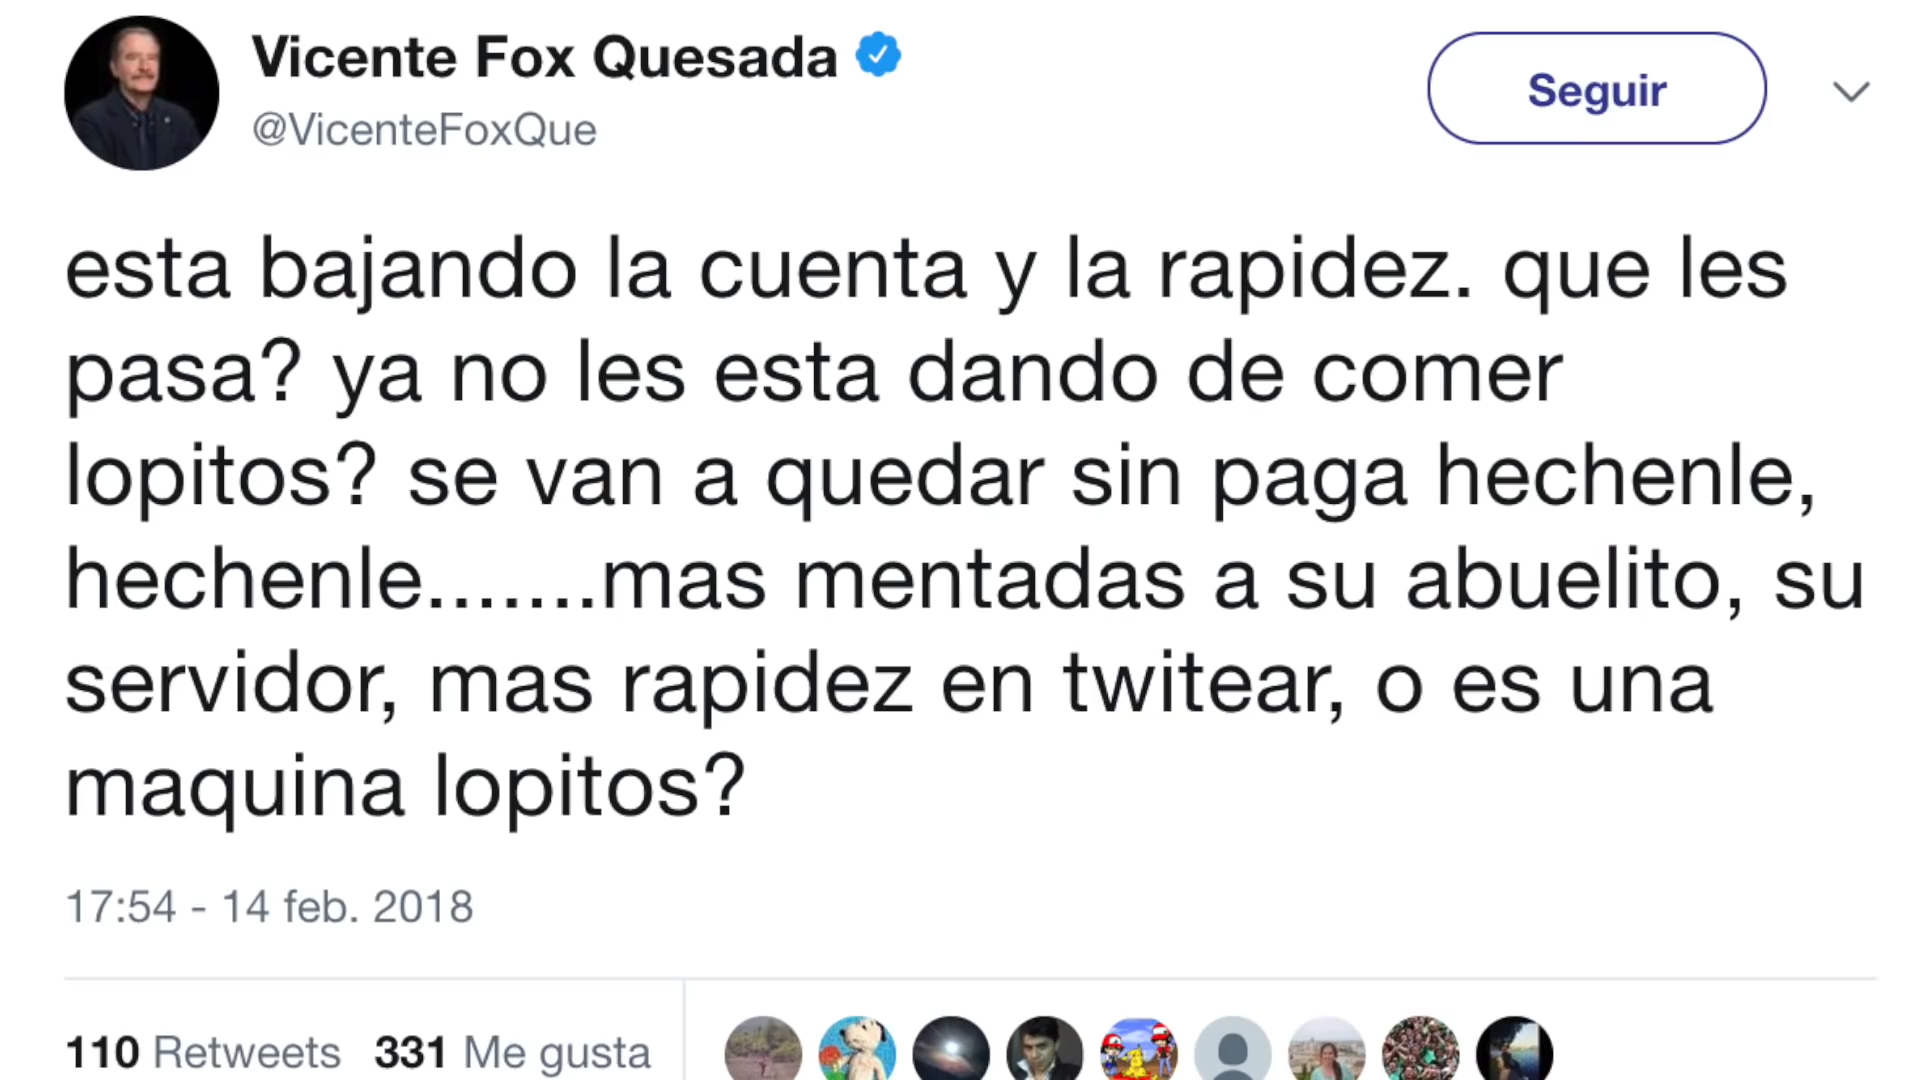 Vicente Fox Quesada
@VicenteFoxQue
Seguir
esta bajando la cuenta y la rapidez. que les
pasa? ya no les esta dando de comer
lopitos? se van a quedar sin paga hechenle,
hechenle.......mas mentadas a su abuelito, su
servidor, mas rapidez en twitear, o es una
maquina lopitos?
17:54 - 14 feb. 2018
110 Retweets 331 Me gusta